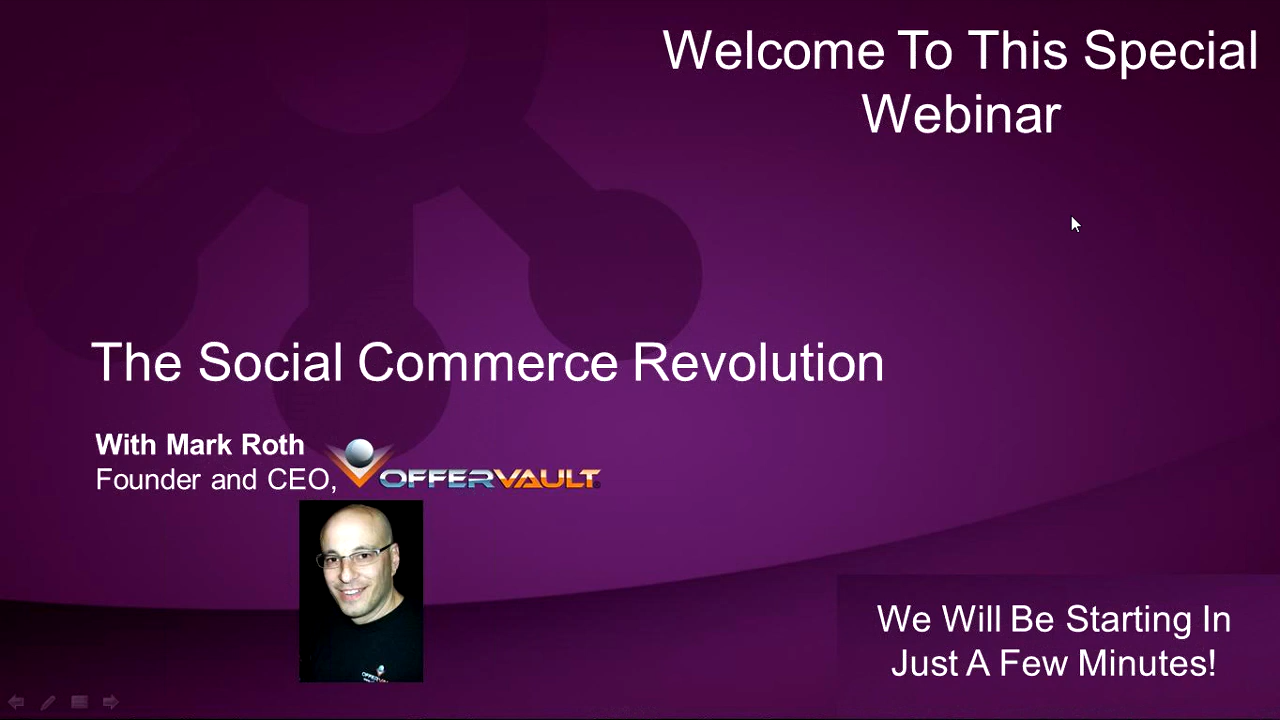 Welcome To This Special
Webinar
The Social Commerce Revolution
With Mark Roth
Founder and CEO, OFFERVAULT
OFFERVAULT
We Will Be Starting In
Just A Few Minutes!